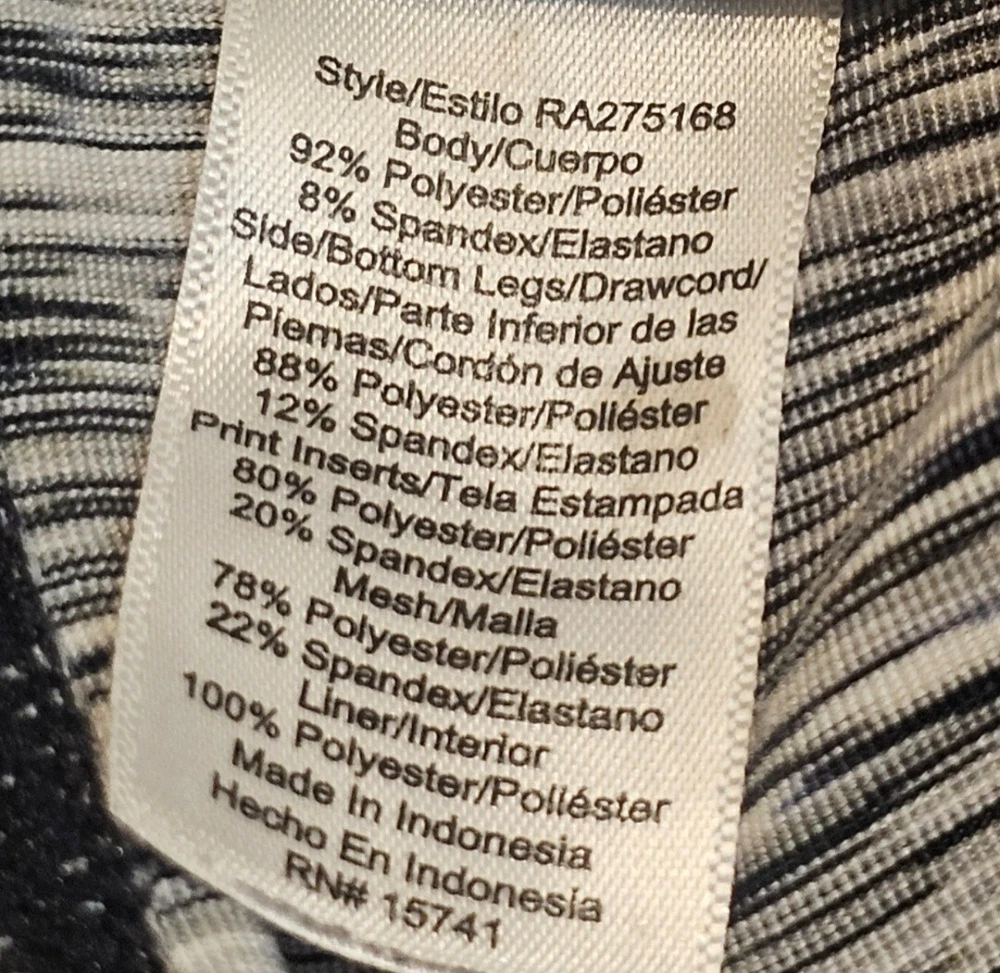 Style/Estilo RA275168
Body/Cuerpo
92% Polyester/Poliéster
8% Spandex/Elastano
Side/Bottom Legs/Drawcord/
Lados/Parte Inferior de las
Piernas/Cordón de Ajuste
88% Polyester/Poliéster
12% Spandex/Elastano
Print Inserts/Tela Estampada
80% Polyester/Poliéster
20% Spandex/Elastano
Mesh/Malla
78% Polyester/Poliéster
22% Spandex/Elastano
Liner/Interior
100% Polyester/Poliéster
Made In Indonesia
Hecho En Indonesia
RN# 15741